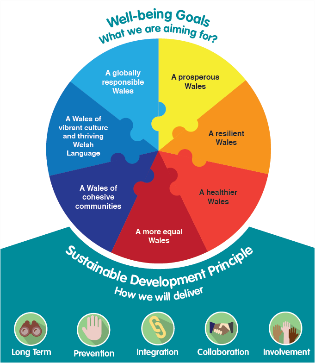 Well-being Goals
What we are aiming for?
A globally
responsible
Wales
A prosperous
Wales
A Wales of
vibrant culture
and thriving
Welsh
Language
A resilient
Wales
A Wales of
cohesive
communities
A healthier
Wales
A more equal
Wales
Sustainable Development Principle
How we will deliver
Long Term
Prevention
Integration
Collaboration
Involvement